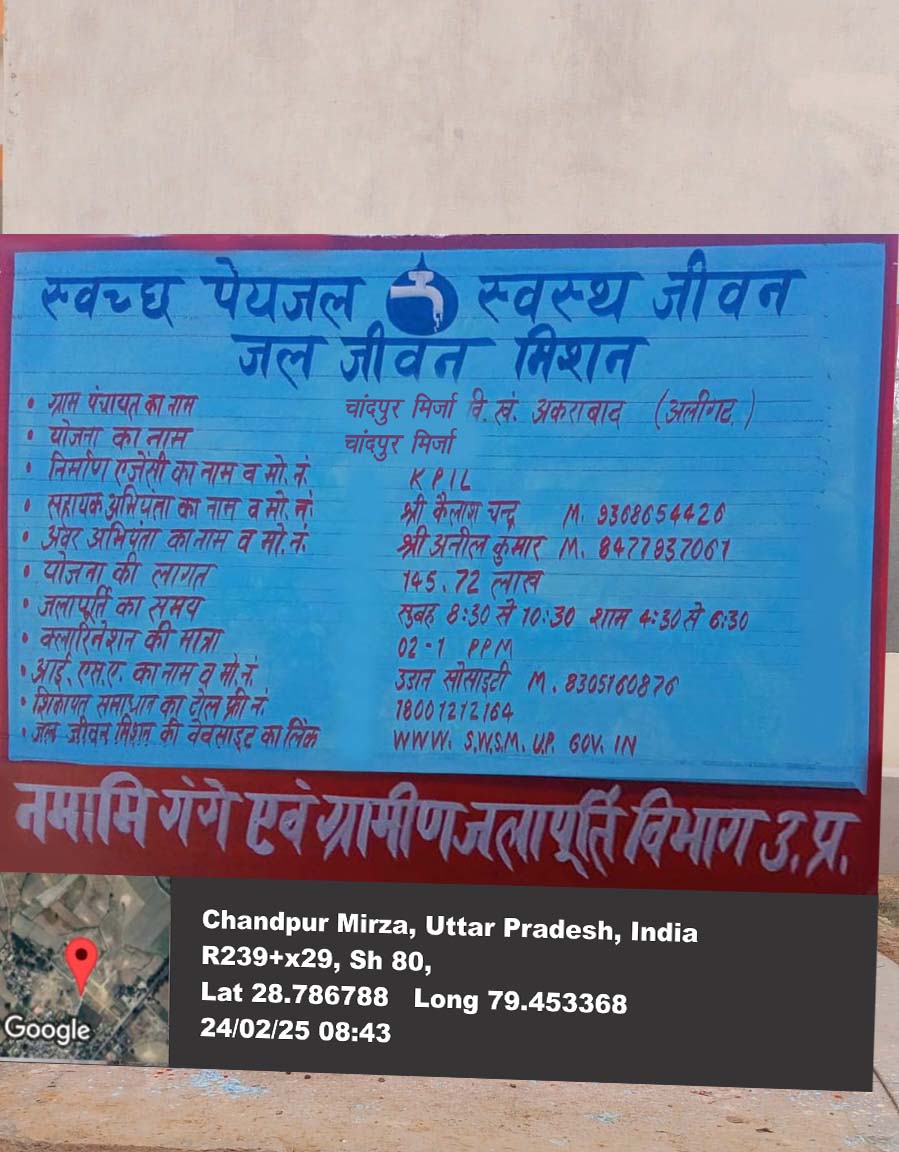 स्वच्छ पेयजल स्वस्थ जीवन
जल जीवन मिशन
• ग्राम पंचायत का नाम चांदपुर मिर्जा वि. खं. अकराबाद (अलीगढ़)
• योजना का नाम चांदपुर मिर्जा
• निर्माण एजेंसी का नाम व मो. नं. KPIL
• सहायक अभियंता का नाम व मो. नं. श्री कैलाश चन्द्र M. 9368654426
• अवर अभियंता का नाम व मो. नं. श्री अनील कुमार M. 8477937061
• योजना की लागत 145.72 लाख
• जलापूर्ति का समय सुबह 8:30 से 10:30 शाम 4:30 से 6:30
• क्लारिनेशन की मात्रा 02-1 PPM
• आई. एस. ए. का नाम व मो. नं. उडान सोसाइटी M. 8305160876
• शिकायत समाधान का टोल फ्री नं. 18001212164
• जल जीवन मिशन की वेबसाइट का लिंक WWW. S.W.S.M. U.P. GOV. IN
नमामि गंगे एवं ग्रामीण जलापूर्ति विभाग उ. प्र.
Chandpur Mirza, Uttar Pradesh, India
R239+x29, Sh 80,
Lat 28.786788 Long 79.453368
24/02/25 08:43
Google